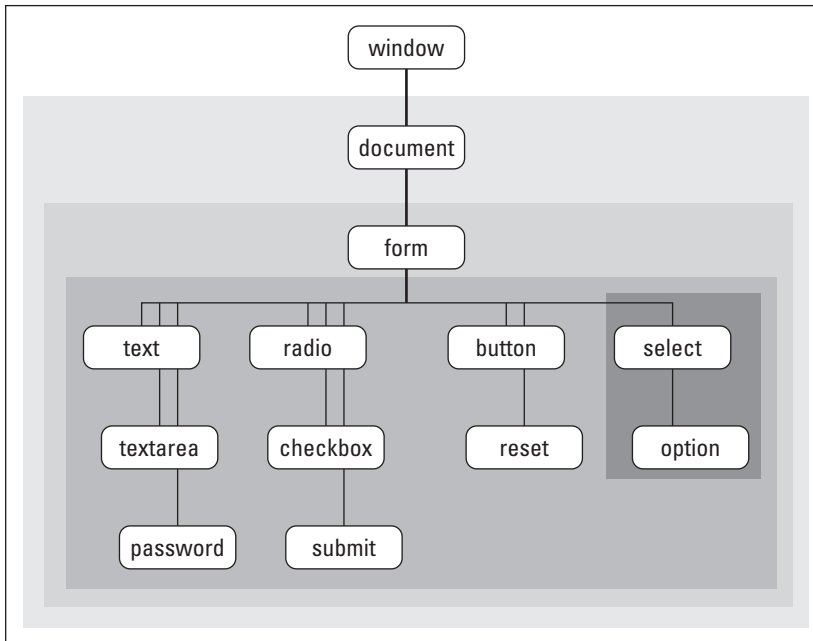 window
document
form
text
radio
button
select
textarea
checkbox
reset
option
password
submit